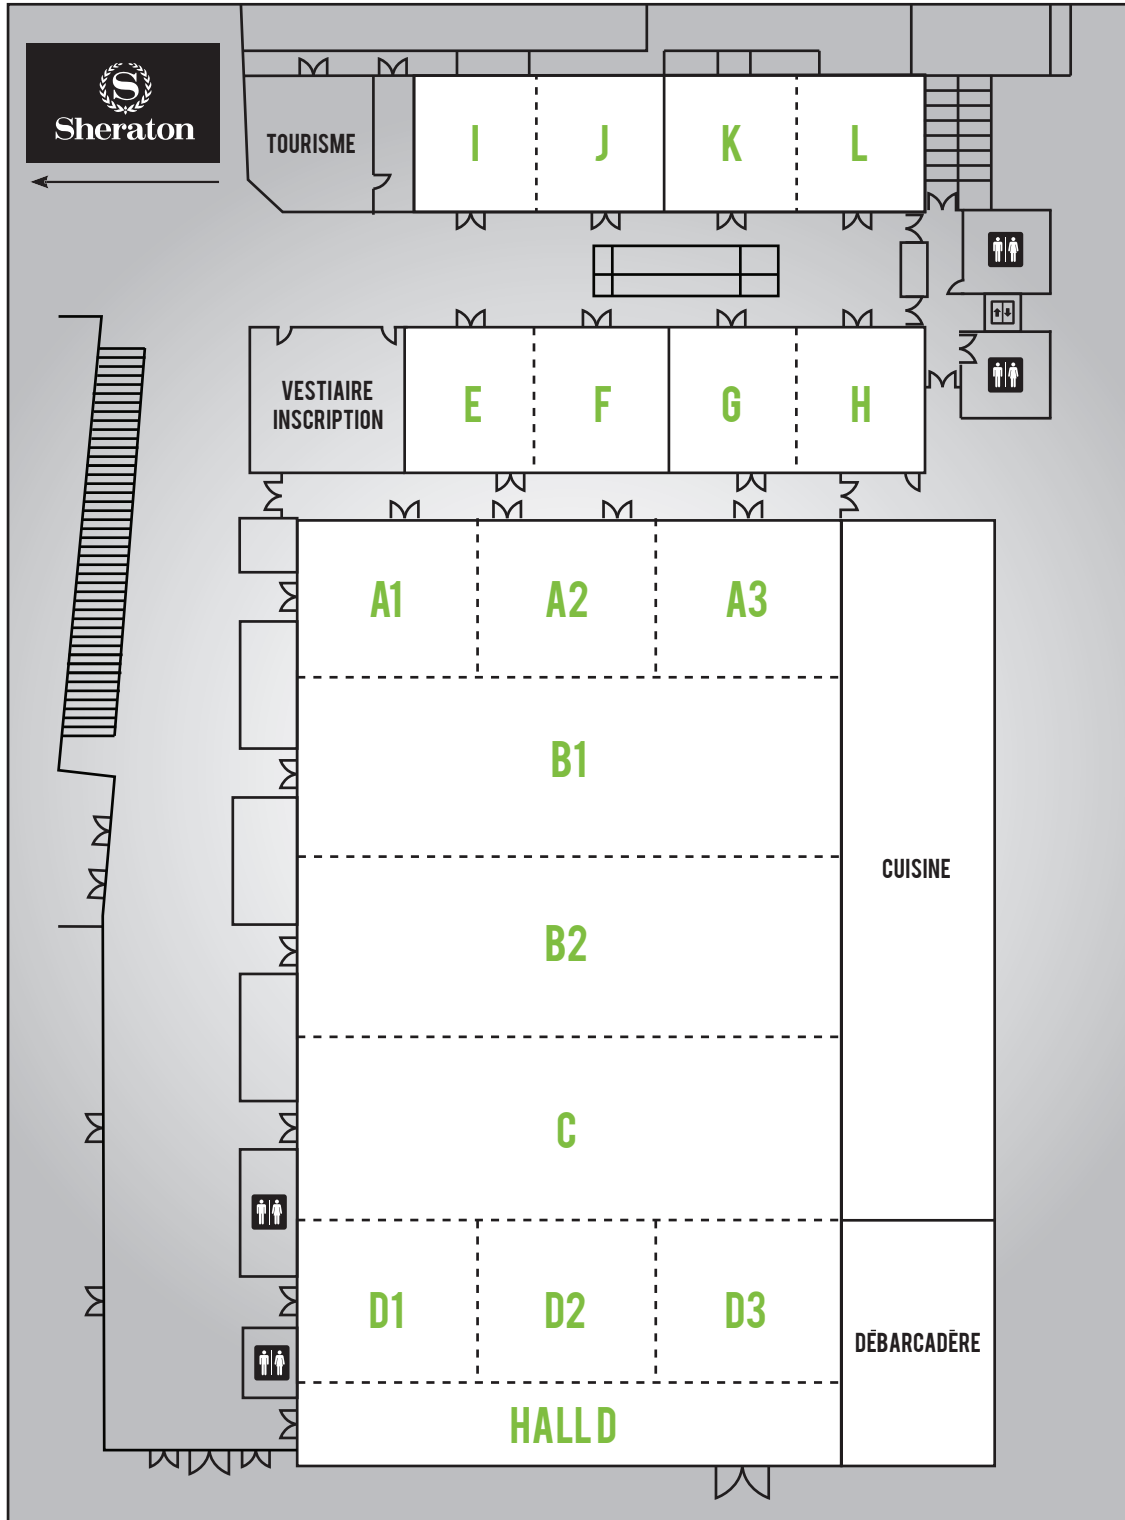 S
Sheraton
TOURISME
I
J
K
L
VESTIAIRE
INSCRIPTION
E
F
G
H
A1
A2
A3
B1
B2
CUISINE
C
D1
D2
D3
DÉBARCADÈRE
HALL D